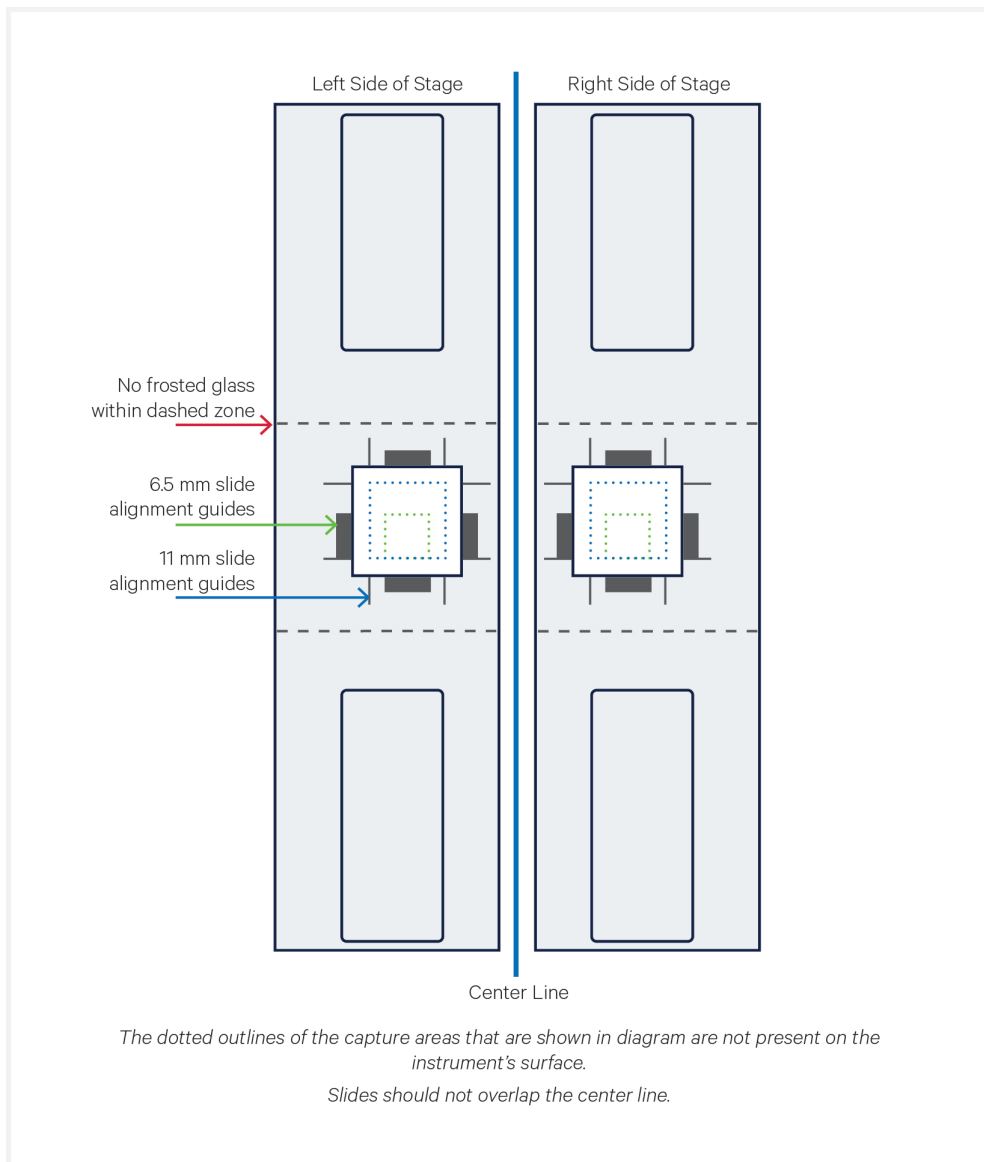 Left Side of Stage
Right Side of Stage
No frosted glass
within dashed zone
6.5 mm slide
alignment guides
11 mm slide
alignment guides
Center Line
The dotted outlines of the capture areas that are shown in diagram are not present on the
instrument’s surface.
Slides should not overlap the center line.